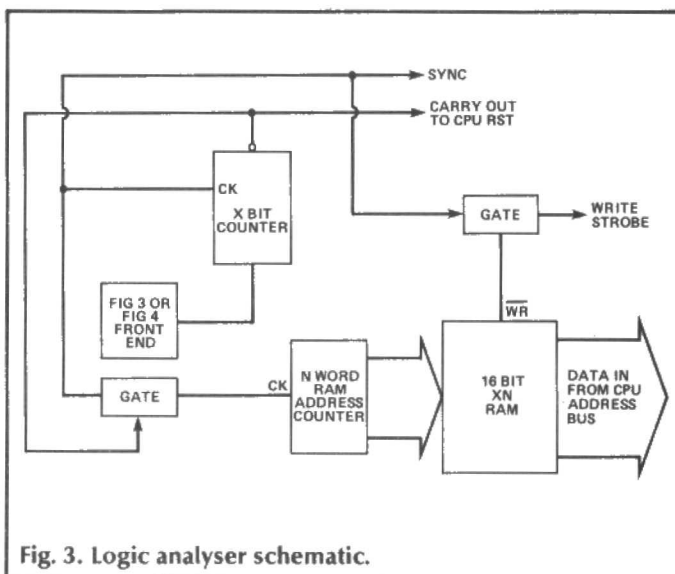 SYNC
CARRY OUT
TO CPU RST
CK
X BIT
COUNTER
GATE
WRITE
STROBE
FIG 3 OR
FIG 4
FRONT
END
WR
GATE
CK
N WORD
RAM
ADDRESS
COUNTER
16 BIT
XN
RAM
DATA IN
FROM CPU
ADDRESS
BUS
Fig. 3. Logic analyser schematic.